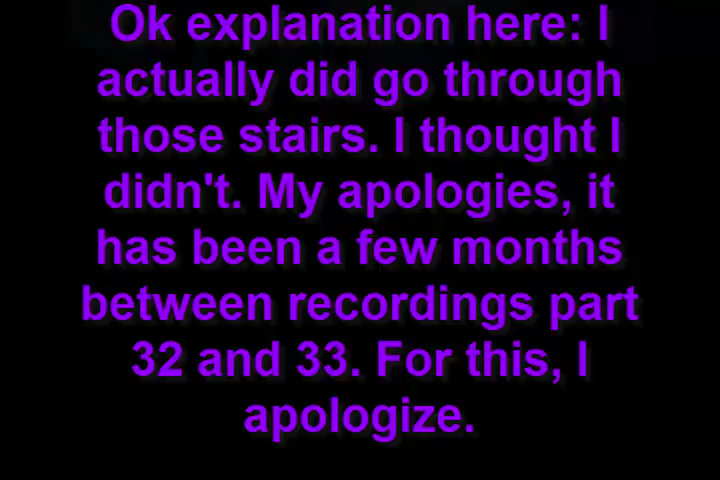 Ok explanation here: I
actually did go through
those stairs. I thought I
didn't. My apologies, it
has been a few months
between recordings part
32 and 33. For this, I
apologize.